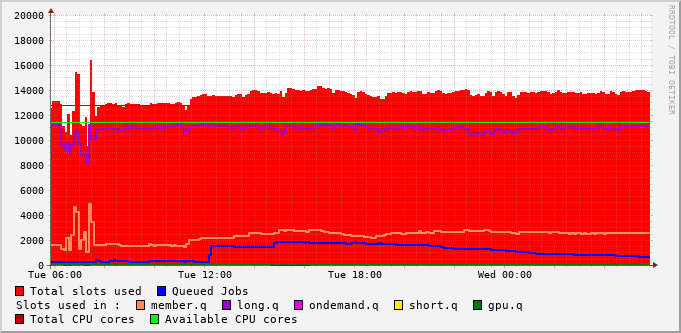 20000
18000
16000
14000
12000
10000
8000
6000
4000
2000
0
Tue 06:00 Tue 12:00 Tue 18:00 Wed 00:00
RRDTOOL / TOBI OETIKER
Total slots used Queued Jobs
Slots used in : member.q long.q ondemand.q short.q gpu.q
Total CPU cores Available CPU cores